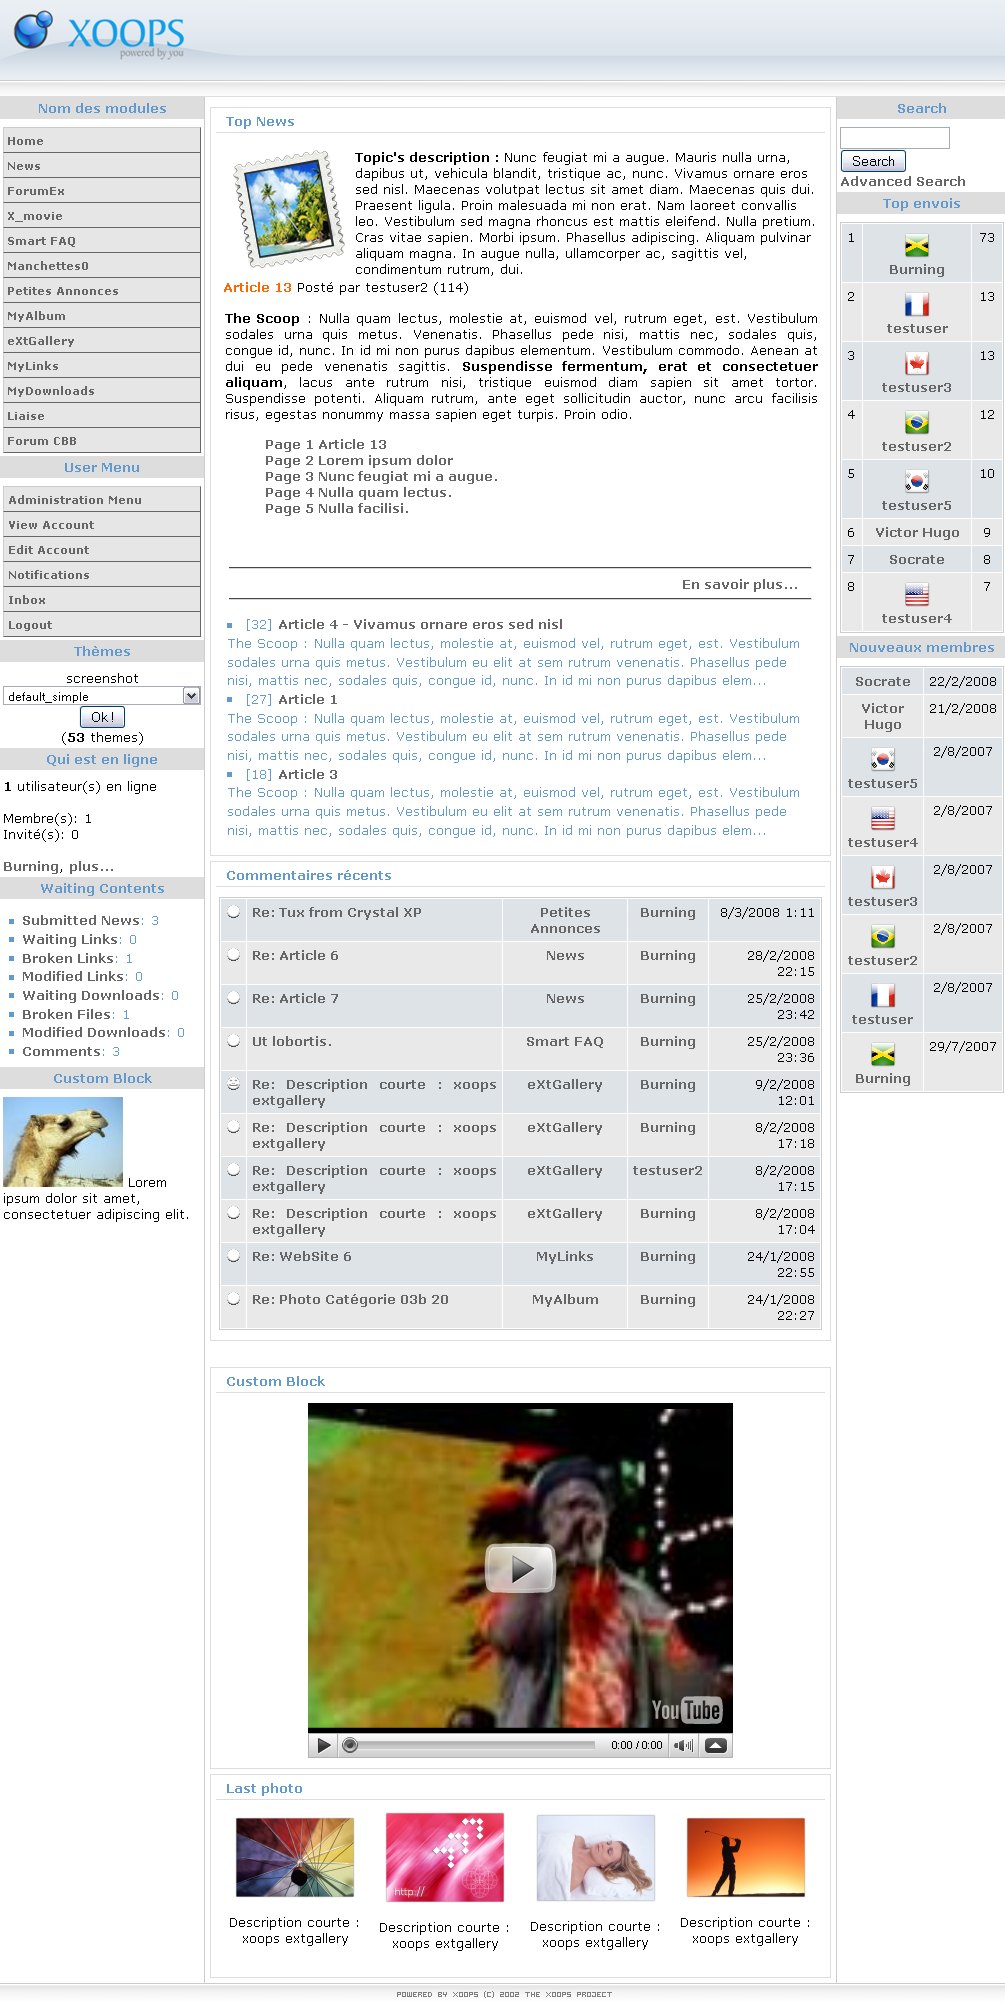 XOOPS
powered by you
Nom des modules
Home
News
ForumEx
X_movie
Smart FAQ
Manchettes0
Petites Annonces
MyAlbum
eXtGallery
MyLinks
MyDownloads
Liaise
Forum CBB
User Menu
Administration Menu
View Account
Edit Account
Notifications
Inbox
Logout
Thèmes
screenshot
default_simple
Ok!
(53 themes)
Qui est en ligne
1 utilisateur(s) en ligne
Membre(s): 1
Invité(s): 0
Burning, plus...
Waiting Contents
Submitted News: 3
Waiting Links: 0
Broken Links: 1
Modified Links: 0
Waiting Downloads: 0
Broken Files: 1
Modified Downloads: 0
Comments: 3
Custom Block
Lorem
ipsum dolor sit amet,
consectetuer adipiscing elit.
Top News
Topic's description : Nunc feugiat mi a augue. Mauris nulla urna,
dapibus ut, vehicula blandit, tristique ac, nunc. Vivamus ornare eros
sed nisl. Maecenas volutpat lectus sit amet diam. Maecenas quis dui.
Praesent ligula. Proin malesuada mi non erat. Nam laoreet convallis
leo. Vestibulum sed magna rhoncus est mattis eleifend. Nulla pretium.
Cras vitae sapien. Morbi ipsum. Phasellus adipiscing. Aliquam pulvinar
aliquam magna. In augue nulla, ullamcorper ac, sagittis vel,
condimentum rutrum, dui.
Article 13 Posté par testuser2 (114)
The Scoop : Nulla quam lectus, molestie at, euismod vel, rutrum eget, est. Vestibulum
sodales urna quis metus. Venenatis. Phasellus pede nisi, mattis nec, sodales quis,
congue id, nunc. In id mi non purus dapibus elementum. Vestibulum commodo. Aenean at
dui eu pede venenatis sagittis. Suspendisse fermentum, erat et consectetuer
aliquam, lacus ante rutrum nisi, tristique euismod diam sapien sit amet tortor.
Suspendisse potenti. Aliquam rutrum, ante eget sollicitudin auctor, nunc arcu facilisis
risus, egestas nonummy massa sapien eget turpis. Proin odio.
Page 1 Article 13
Page 2 Lorem ipsum dolor
Page 3 Nunc feugiat mi a augue.
Page 4 Nulla quam lectus.
Page 5 Nulla facilisi.
En savoir plus...
[32] Article 4 - Vivamus ornare eros sed nisl
The Scoop : Nulla quam lectus, molestie at, euismod vel, rutrum eget, est. Vestibulum
sodales urna quis metus. Vestibulum eu elit at sem rutrum venenatis. Phasellus pede
nisi, mattis nec, sodales quis, congue id, nunc. In id mi non purus dapibus elem...
[27] Article 1
The Scoop : Nulla quam lectus, molestie at, euismod vel, rutrum eget, est. Vestibulum
sodales urna quis metus. Vestibulum eu elit at sem rutrum venenatis. Phasellus pede
nisi, mattis nec, sodales quis, congue id, nunc. In id mi non purus dapibus elem...
[18] Article 3
The Scoop : Nulla quam lectus, molestie at, euismod vel, rutrum eget, est. Vestibulum
sodales urna quis metus. Vestibulum eu elit at sem rutrum venenatis. Phasellus pede
nisi, mattis nec, sodales quis, congue id, nunc. In id mi non purus dapibus elem...
Commentaires récents
Re: Tux from Crystal XP Petites Burning 8/3/2008 1:11
Annonces
Re: Article 6 News Burning 28/2/2008
22:15
Re: Article 7 News Burning 25/2/2008
23:42
Ut lobortis. Smart FAQ Burning 25/2/2008
23:36
Re: Description courte : xoops eXtGallery Burning 9/2/2008
extgallery 12:01
Re: Description courte : xoops eXtGallery Burning 8/2/2008
extgallery 17:18
Re: Description courte : xoops eXtGallery testuser2 8/2/2008
extgallery 17:15
Re: Description courte : xoops eXtGallery Burning 8/2/2008
extgallery 17:04
Re: WebSite 6 MyLinks Burning 24/1/2008
22:55
Re: Photo Catégorie 03b 20 MyAlbum Burning 24/1/2008
22:27
Custom Block
YouTube
0:00 / 0:00
Last photo
http://
Description courte :
xoops extgallery
Description courte :
xoops extgallery
Description courte :
xoops extgallery
Description courte :
xoops extgallery
Search
Search
Advanced Search
Top envois
1 Burning 73
2 testuser 13
3 testuser3 13
4 testuser2 12
5 testuser5 10
6 Victor Hugo 9
7 Socrate 8
8 testuser4 7
Nouveaux membres
Socrate 22/2/2008
Victor 21/2/2008
Hugo
testuser5 2/8/2007
testuser4 2/8/2007
testuser3 2/8/2007
testuser2 2/8/2007
testuser 2/8/2007
Burning 29/7/2007
POWERED BY XOOPS (C) 2002 THE XOOPS PROJECT